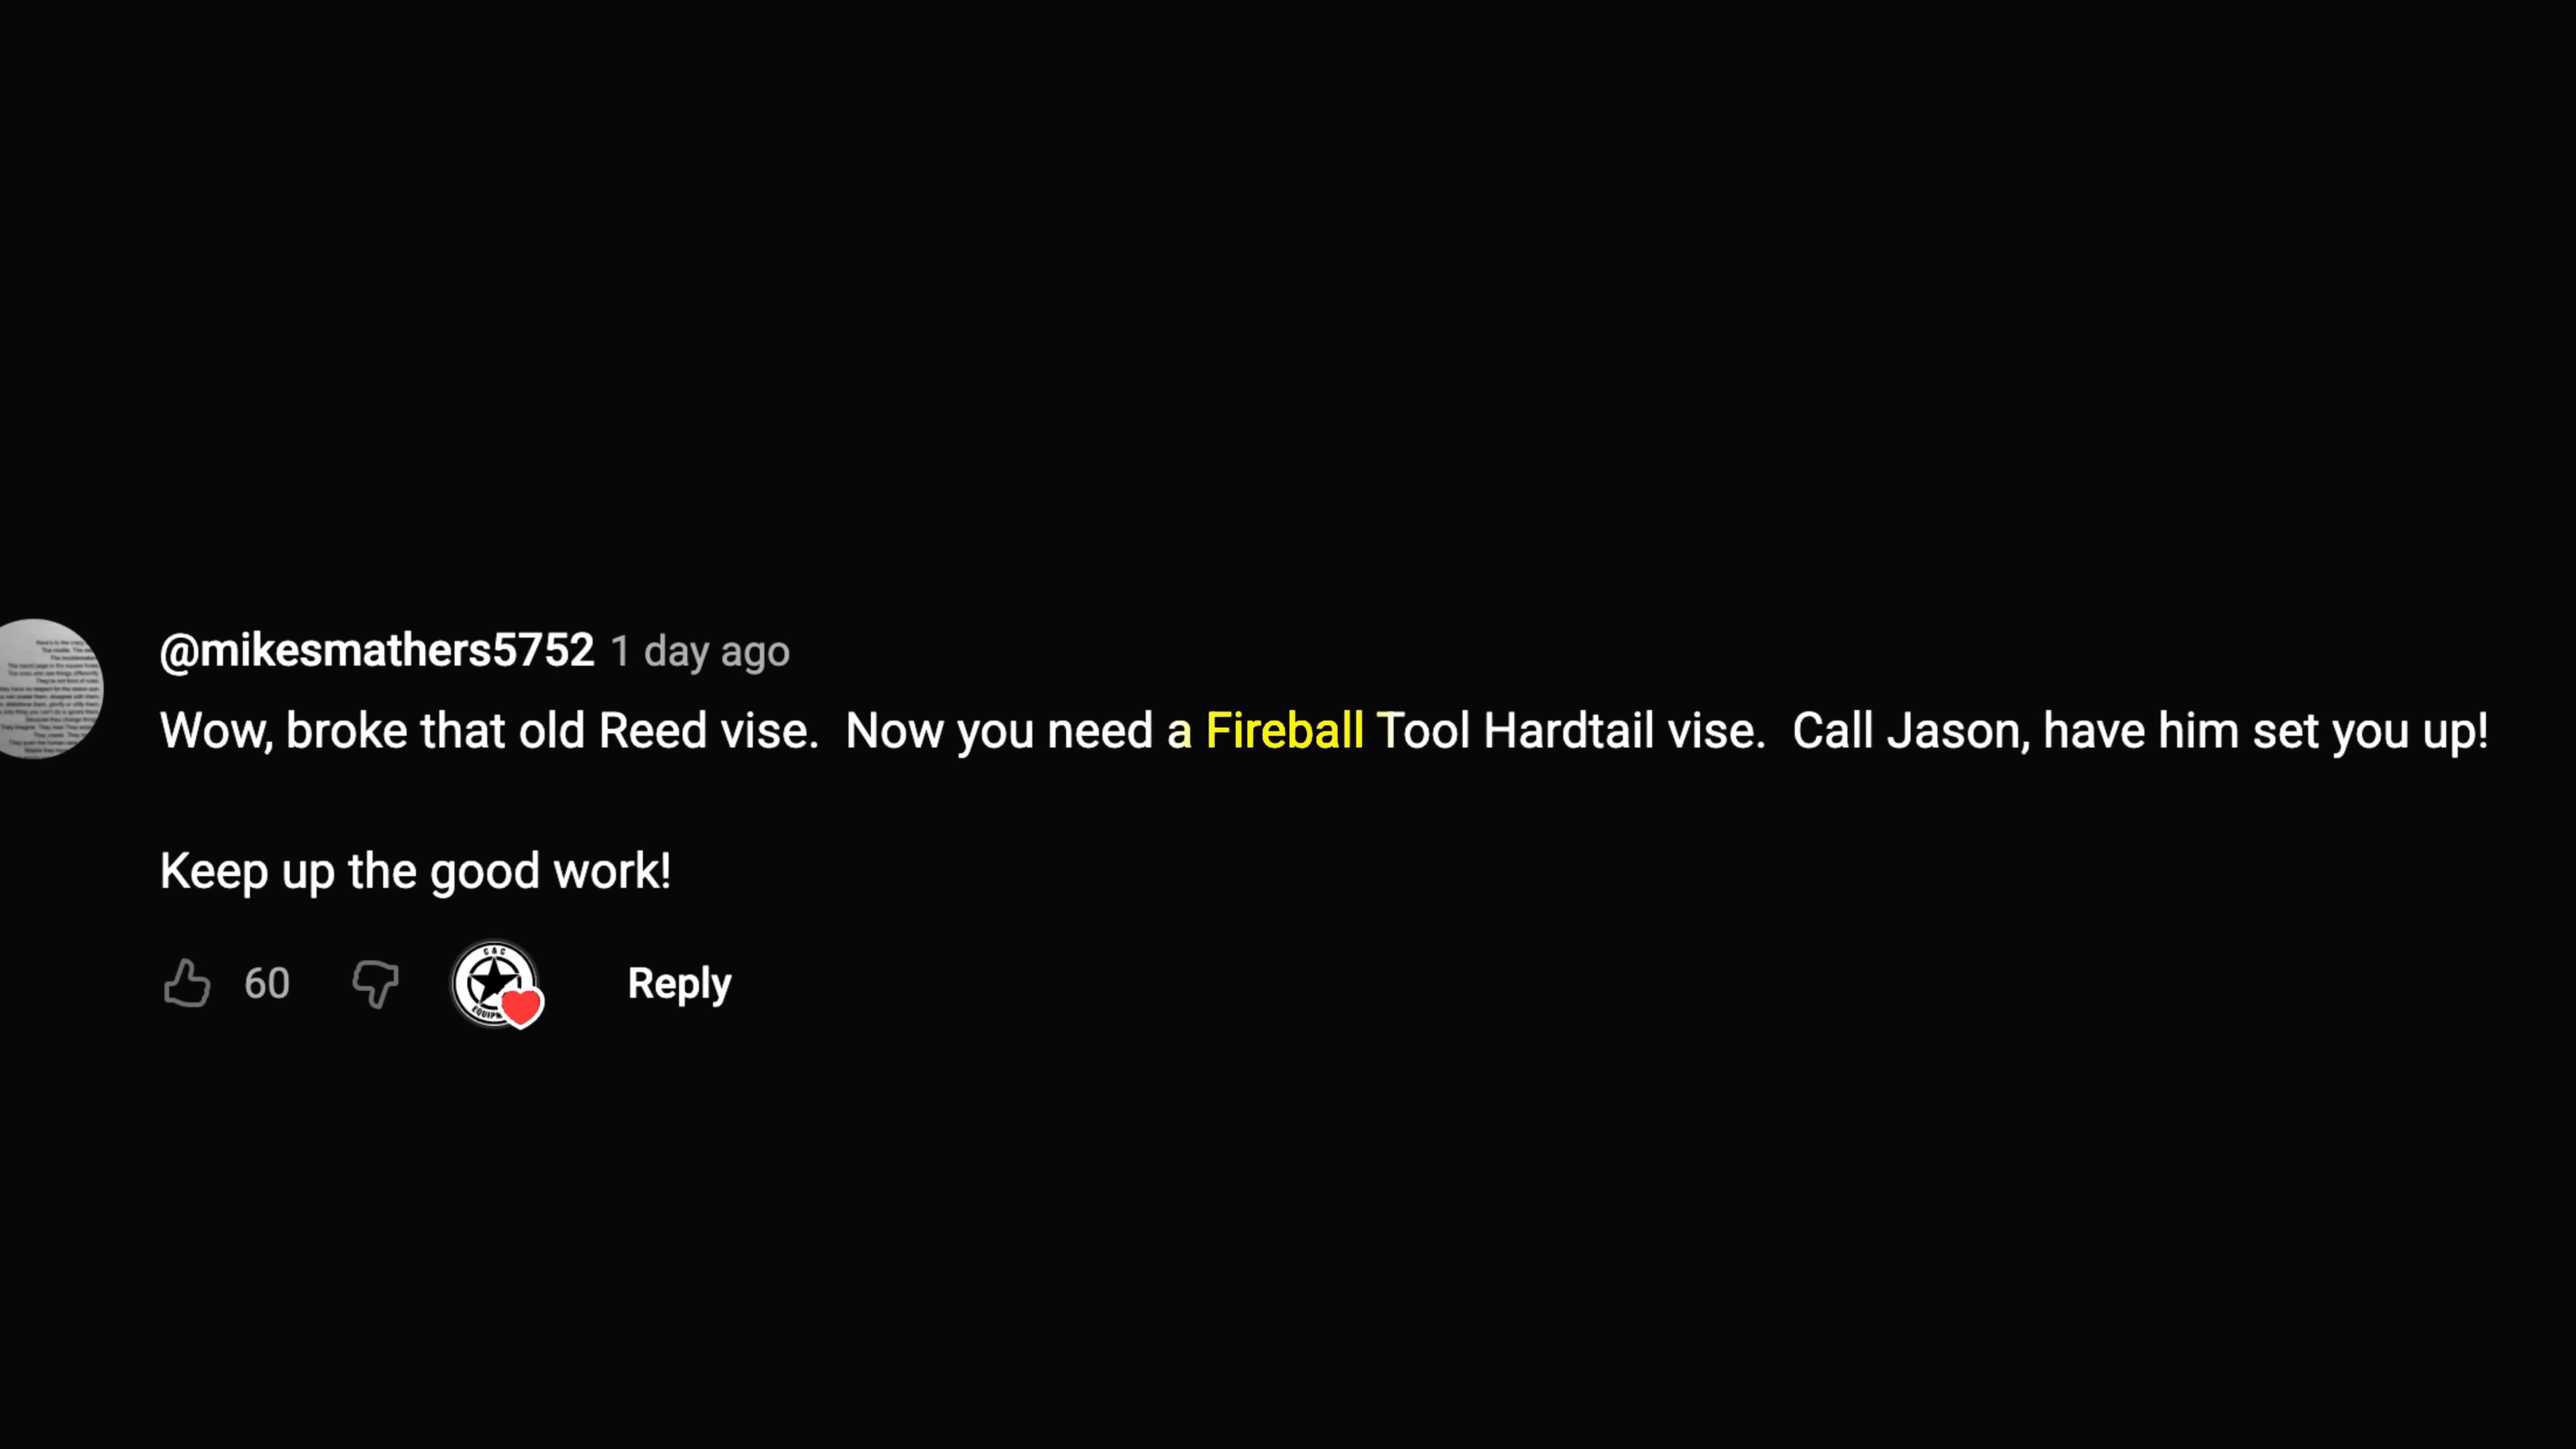 @mikesmathers5752 1 day ago
Wow, broke that old Reed vise.  Now you need a Fireball Tool Hardtail vise.  Call Jason, have him set you up!
Keep up the good work!
60
C&C
Reply